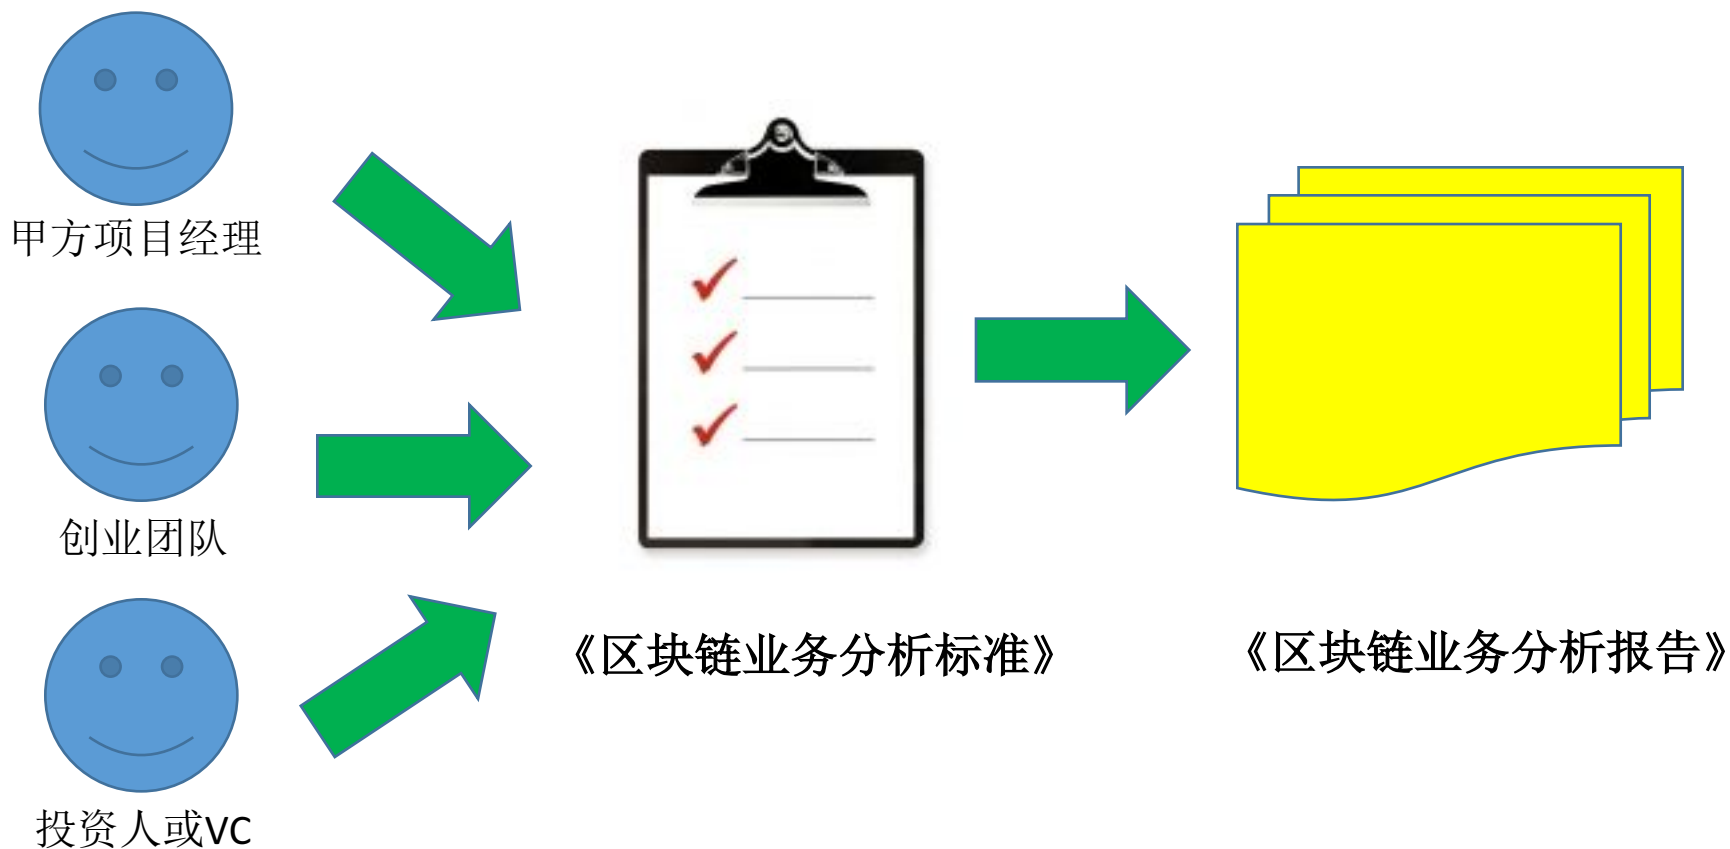 甲方项目经理
创业团队
投资人或VC
《区块链业务分析标准》
《区块链业务分析报告》